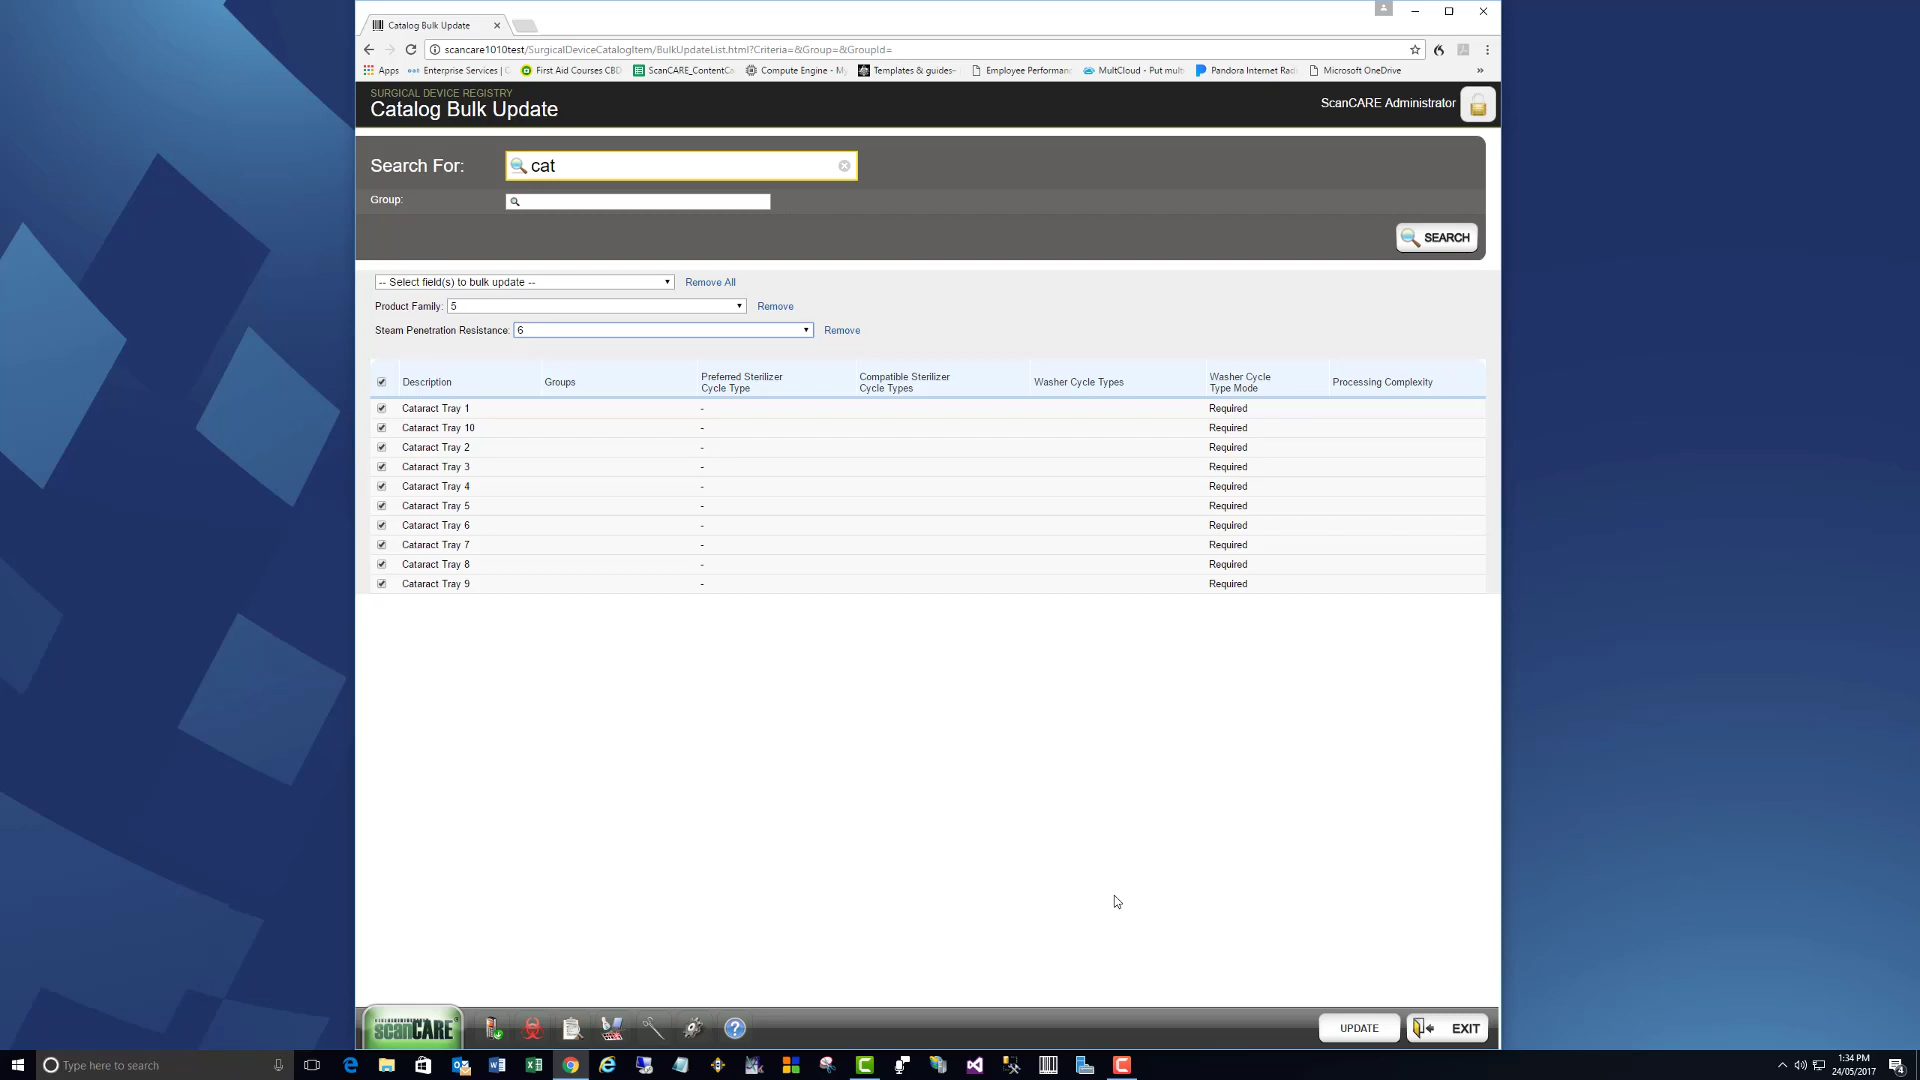 Catalog Bulk Update
scancare1010test/SurgicalDeviceCatalogItem/BulkUpdateList.html?Criteria=&Group=&GroupId=
Apps Enterprise Services | C First Aid Courses CBD ScanCARE_ContentCa Compute Engine - My Templates & guides- Employee Performanc MultCloud - Put multi Pandora Internet Radi Microsoft OneDrive »
SURGICAL DEVICE REGISTRY
Catalog Bulk Update
ScanCARE Administrator
Search For: cat
Group:
SEARCH
-- Select field(s) to bulk update -- Remove All
Product Family: 5 Remove
Steam Penetration Resistance: 6 Remove
Description Groups Preferred Sterilizer Cycle Type Compatible Sterilizer Cycle Types Washer Cycle Types Washer Cycle Type Mode Processing Complexity
Cataract Tray 1 - Required
Cataract Tray 10 - Required
Cataract Tray 2 - Required
Cataract Tray 3 - Required
Cataract Tray 4 - Required
Cataract Tray 5 - Required
Cataract Tray 6 - Required
Cataract Tray 7 - Required
Cataract Tray 8 - Required
Cataract Tray 9 - Required
scanCARE UPDATE EXIT
Type here to search
1:34 PM
24/05/2017
4